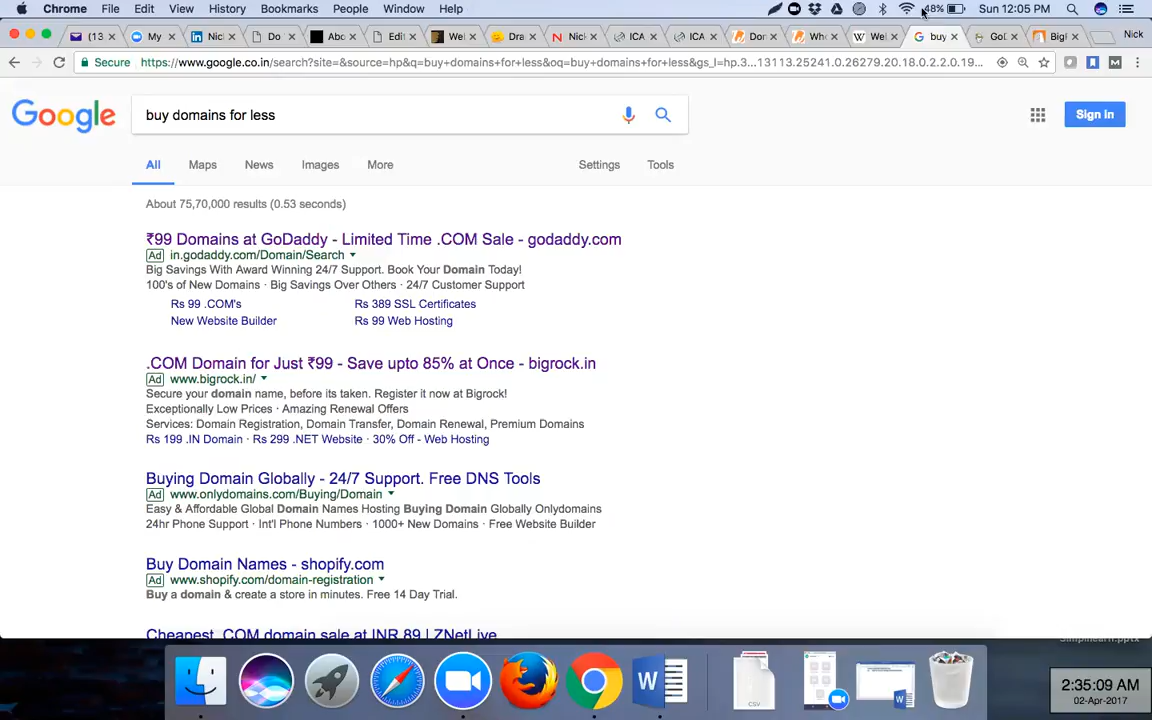 Chrome File Edit View History Bookmarks People Window Help 48% Sun 12:05 PM
(13 My Nick Do Abo Edit Wel Dra Nick ICA ICA Dor Who Wel buy GoD Big Nick
Secure https://www.google.co.in/search?site=&source=hp&q=buy+domains+for+less&oq=buy+domains+for+less&gs_l=hp.3...13113.25241.0.26279.20.18.0.2.2.0.19...
Google buy domains for less Sign in
All Maps News Images More Settings Tools
About 75,70,000 results (0.53 seconds)
₹99 Domains at GoDaddy - Limited Time .COM Sale - godaddy.com
Ad in.godaddy.com/Domain/Search
Big Savings With Award Winning 24/7 Support. Book Your Domain Today!
100's of New Domains · Big Savings Over Others · 24/7 Customer Support
Rs 99 .COM's Rs 389 SSL Certificates
New Website Builder Rs 99 Web Hosting
.COM Domain for Just ₹99 - Save upto 85% at Once - bigrock.in
Ad www.bigrock.in/
Secure your domain name, before its taken. Register it now at Bigrock!
Exceptionally Low Prices · Amazing Renewal Offers
Services: Domain Registration, Domain Transfer, Domain Renewal, Premium Domains
Rs 199 .IN Domain · Rs 299 .NET Website · 30% Off - Web Hosting
Buying Domain Globally - 24/7 Support. Free DNS Tools
Ad www.onlydomains.com/Buying/Domain
Easy & Affordable Global Domain Names Hosting Buying Domain Globally Onlydomains
24hr Phone Support · Int'l Phone Numbers · 1000+ New Domains · Free Website Builder
Buy Domain Names - shopify.com
Ad www.shopify.com/domain-registration
Buy a domain & create a store in minutes. Free 14 Day Trial.
Cheapest .COM domain sale at INR 89 | ZNetLive
Simplilearn.pptx
W
CSV
W
2:35:09 AM
02-Apr-2017